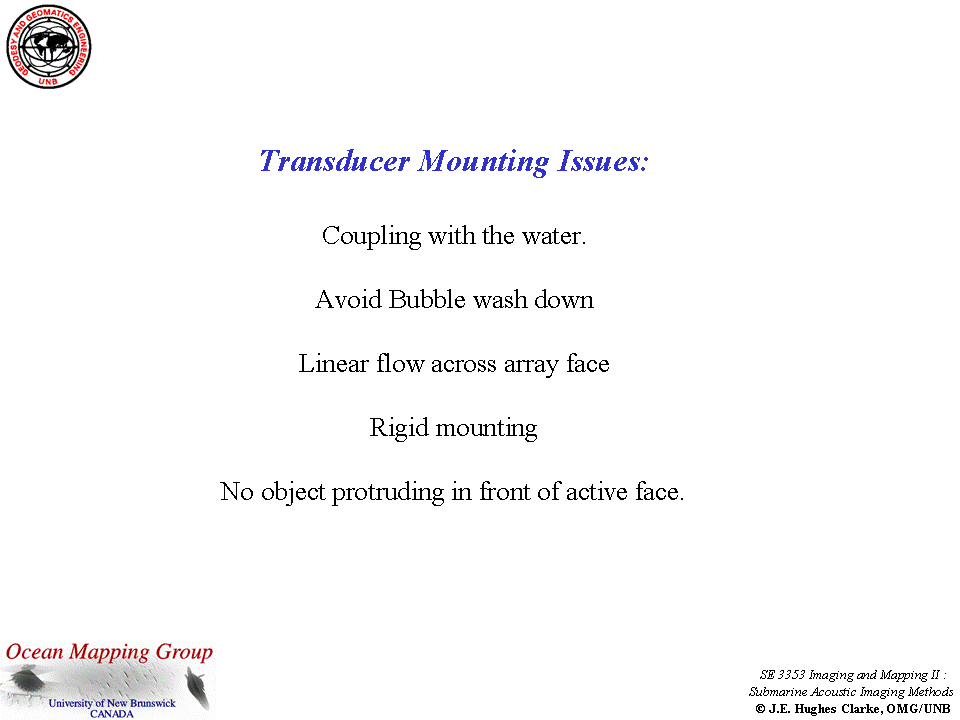 GEODESY AND GEOMATICS ENGINEERING
UNB
Transducer Mounting Issues:
Coupling with the water.
Avoid Bubble wash down
Linear flow across array face
Rigid mounting
No object protruding in front of active face.
Ocean Mapping Group
University of New Brunswick
CANADA
SE 3353 Imaging and Mapping II :
Submarine Acoustic Imaging Methods
© J.E. Hughes Clarke, OMG/UNB